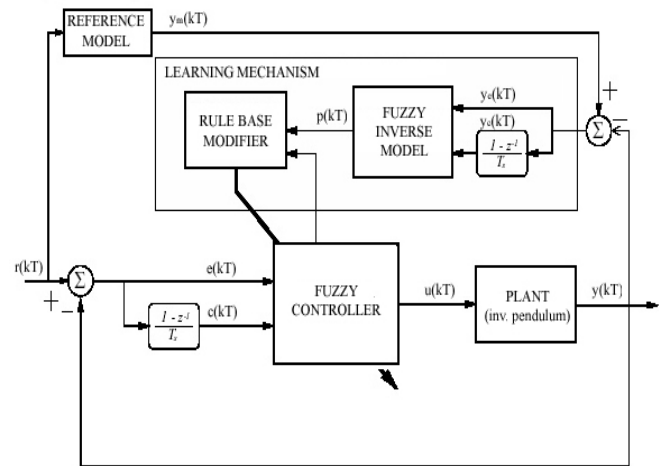 REFERENCE
MODEL
yₘ(kT)
LEARNING MECHANISM
RULE BASE
MODIFIER
p(kT)
FUZZY
INVERSE
MODEL
yₑ(kT)
y_c(kT)
1 - z⁻¹
Tₛ
+
−
Σ
r(kT)
+
−
Σ
e(kT)
1 - z⁻¹
Tₛ
c(kT)
FUZZY
CONTROLLER
u(kT)
PLANT
(inv. pendulum)
y(kT)